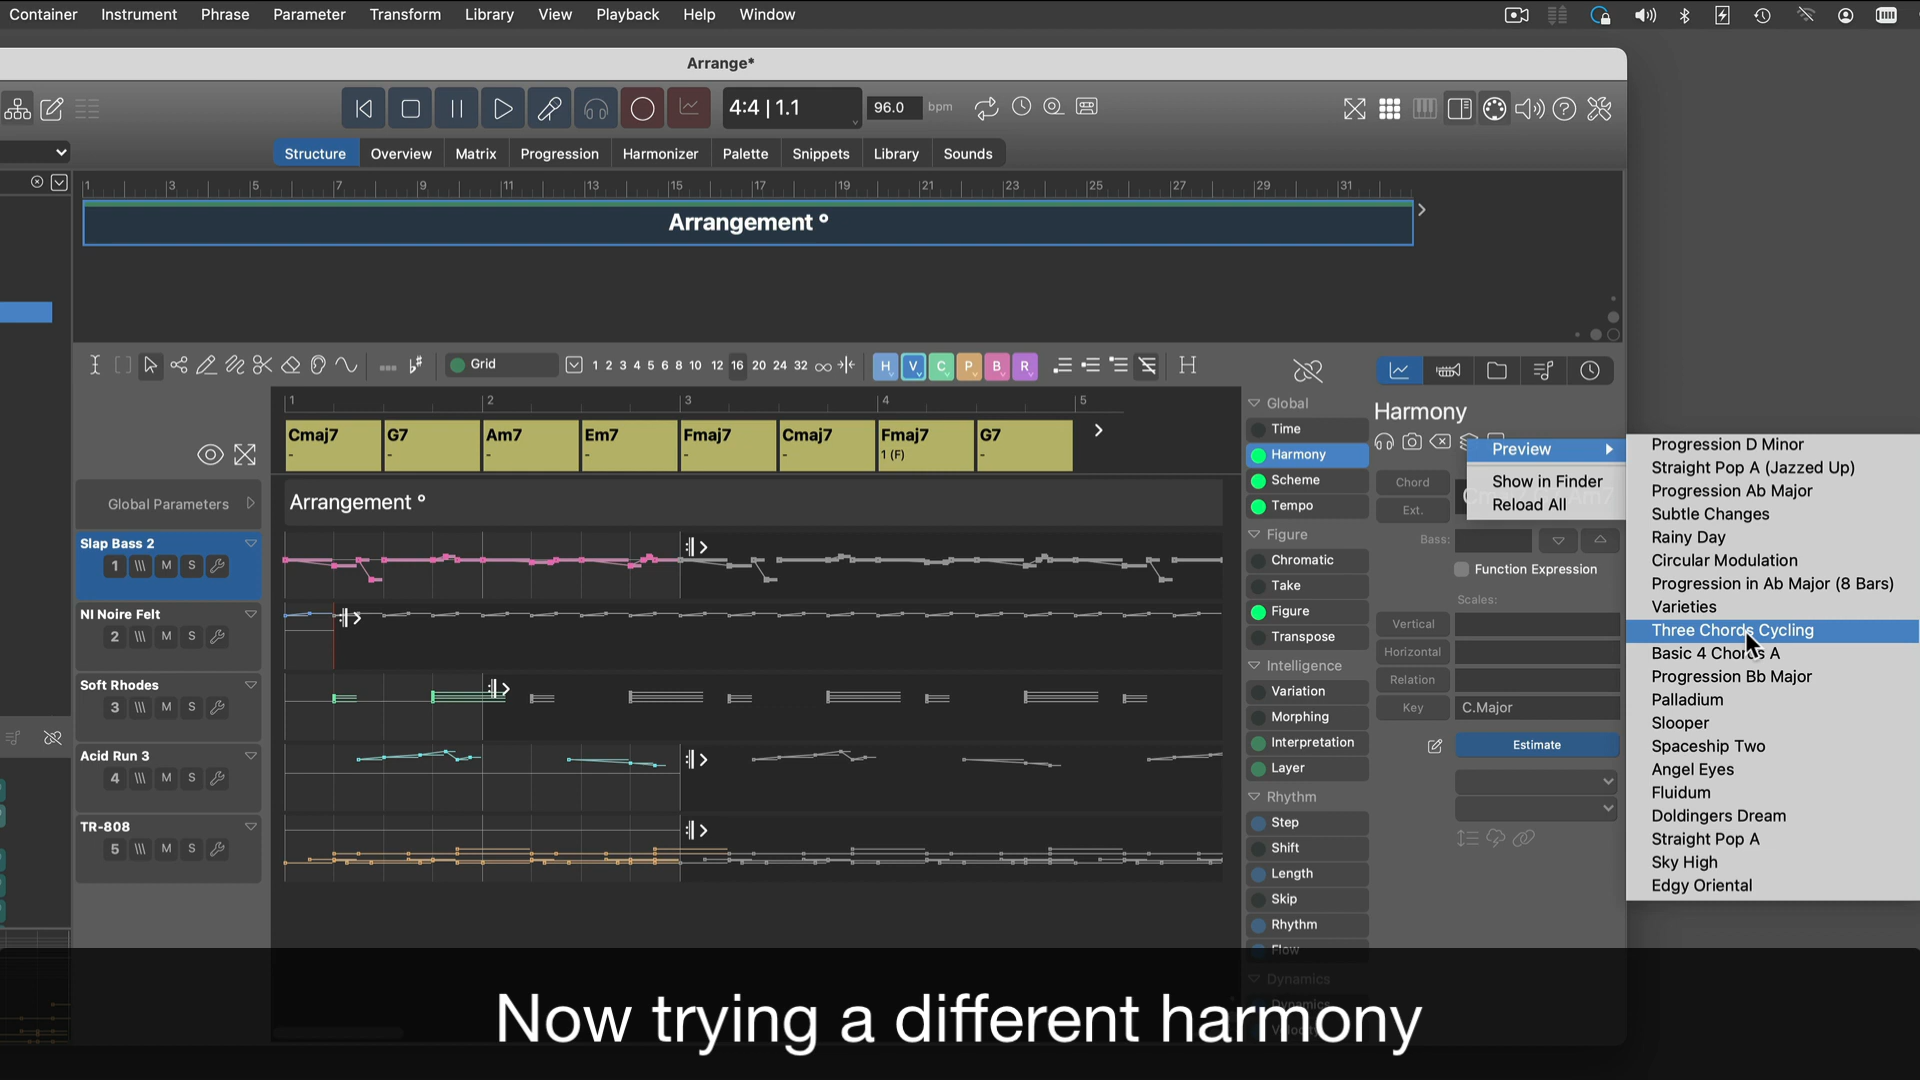 Container Instrument Phrase Parameter Transform Library View Playback Help Window
Arrange*
4:4 | 1.1 96.0 bpm
Structure Overview Matrix Progression Harmonizer Palette Snippets Library Sounds
1 3 5 7 9 11 13 15 17 19 21 23 25 27 29 31
Arrangement °
Grid 1 2 3 4 5 6 8 10 12 16 20 24 32 ∞ H V C P B R
1 2 3 4 5
Cmaj7 G7 Am7 Em7 Fmaj7 Cmaj7 Fmaj7 G7
- - - - - - 1 (F) -
Global Parameters
Arrangement °
Slap Bass 2
1 M S
NI Noire Felt
2 M S
Soft Rhodes
3 M S
Acid Run 3
4 M S
TR-808
5 M S
Global
Time
Harmony
Scheme
Tempo
Figure
Chromatic
Take
Figure
Transpose
Intelligence
Variation
Morphing
Interpretation
Layer
Rhythm
Step
Shift
Length
Skip
Rhythm
Flow
Dynamics
Dynamics
Harmony
Chord
Ext.
Bass:
Function Expression
Scales:
Vertical
Horizontal
Relation
Key C.Major
Estimate
Preview
Show in Finder
Reload All
Progression D Minor
Straight Pop A (Jazzed Up)
Progression Ab Major
Subtle Changes
Rainy Day
Circular Modulation
Progression in Ab Major (8 Bars)
Varieties
Three Chords Cycling
Basic 4 Chords A
Progression Bb Major
Palladium
Slooper
Spaceship Two
Angel Eyes
Fluidum
Doldingers Dream
Straight Pop A
Sky High
Edgy Oriental
Now trying a different harmony